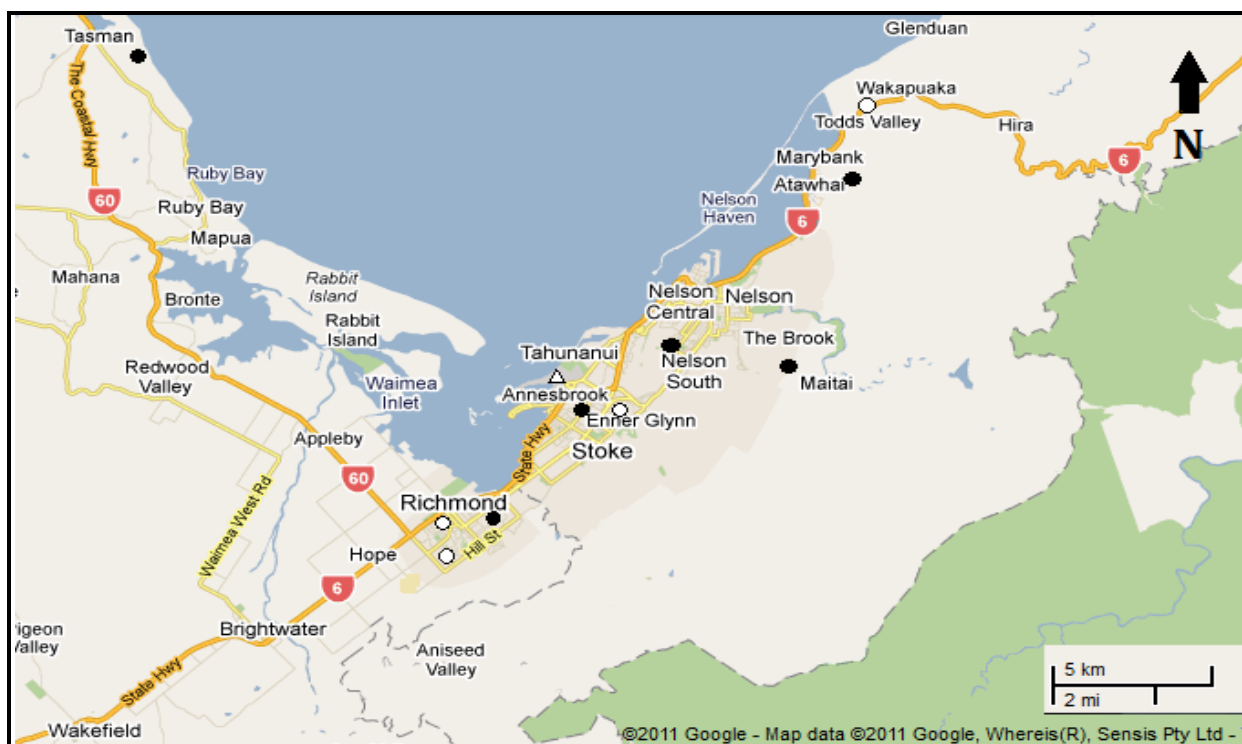 Glenduan
Tasman
The Coastal Hwy
Wakapuaka
Todds Valley
Hira
N
Marybank
Atawhai
6
Ruby Bay
60
Nelson
Haven
Ruby Bay
6
Mapua
Mahana
Rabbit
Island
Bronte
Nelson
Central
Nelson
Rabbit
Island
The Brook
Tahunanui
Nelson
South
Redwood
Valley
Waimea
Inlet
Maitai
Annesbrook
Enner Glynn
Appleby
State Hwy
Stoke
60
Richmond
Waimea West Rd
Hill St
Hope
6
Brightwater
Aniseed
Valley
Valley
State Hwy
5 km
2 mi
Wakefield
©2011 Google - Map data ©2011 Google, Whereis(R), Sensis Pty Ltd -